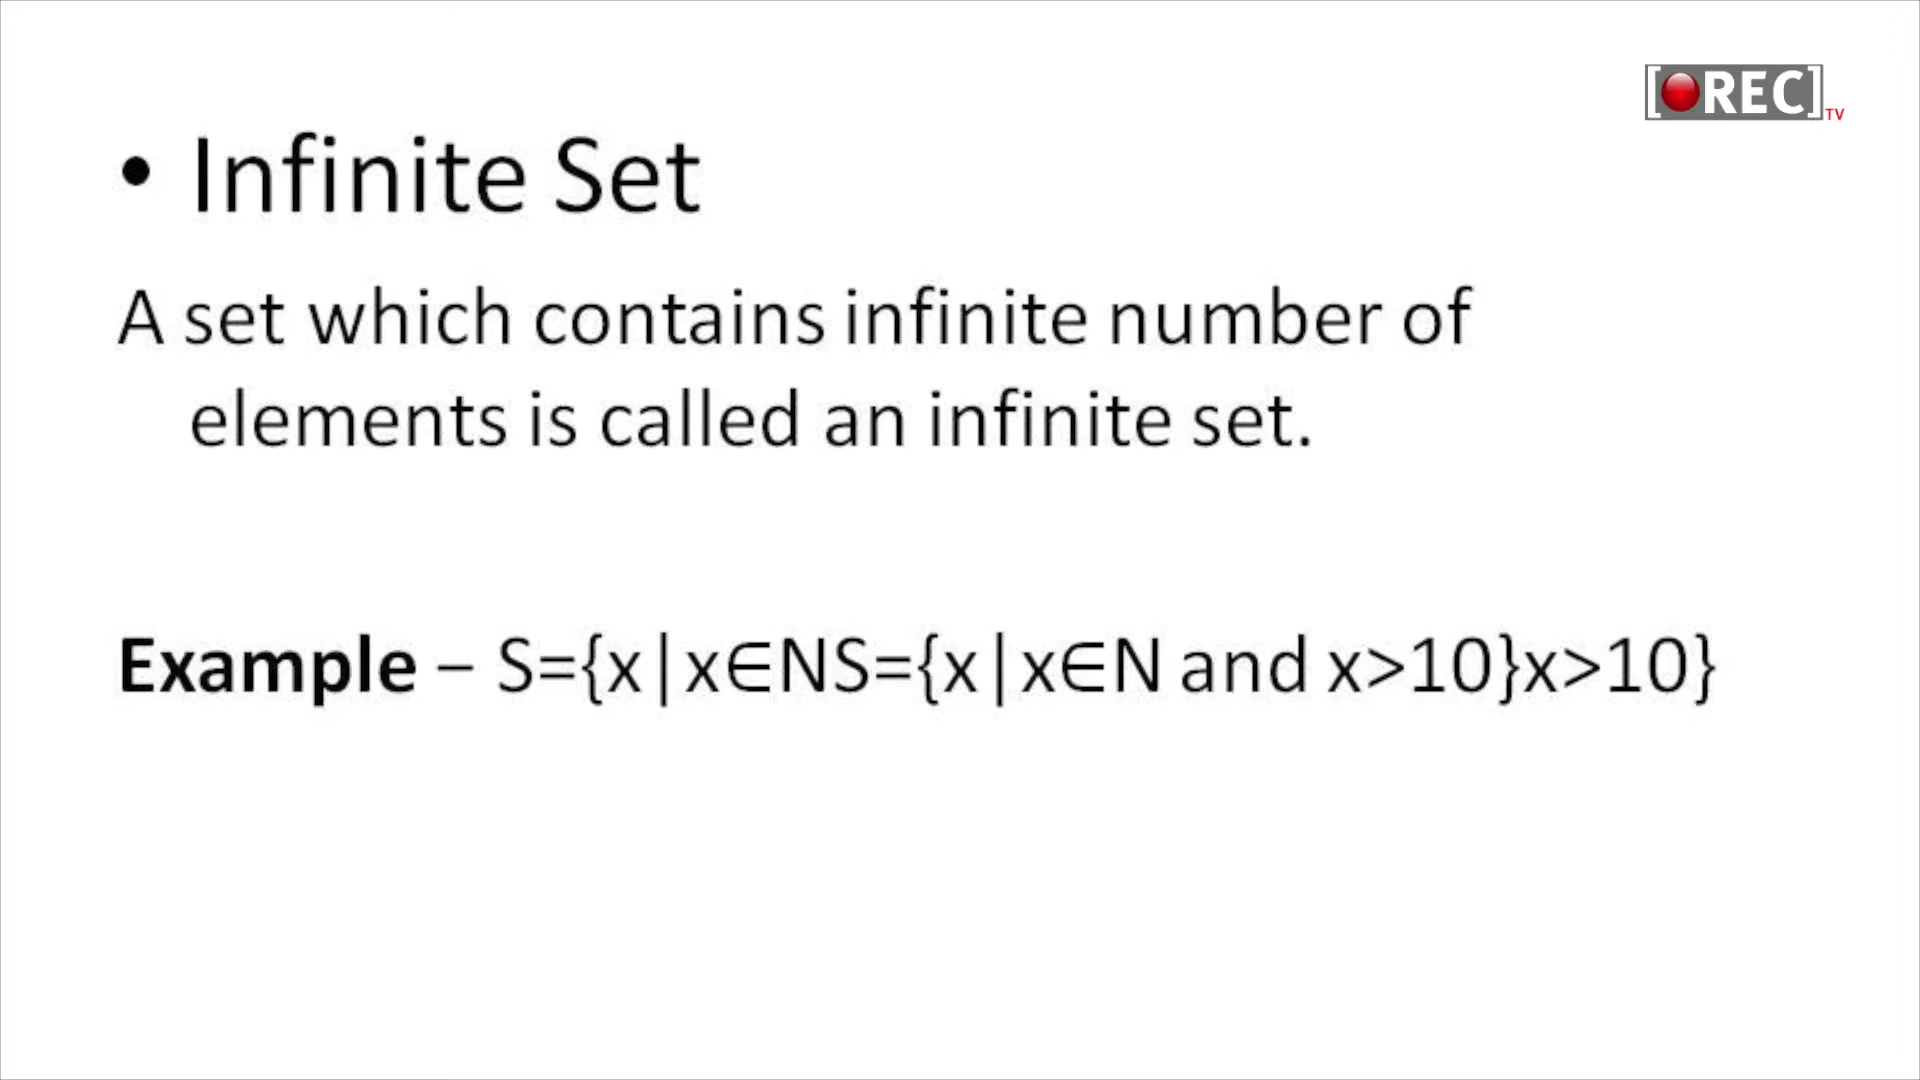 [REC]TV
• Infinite Set
A set which contains infinite number of
elements is called an infinite set.
Example – S={x|x∈NS={x|x∈N and x>10}x>10}